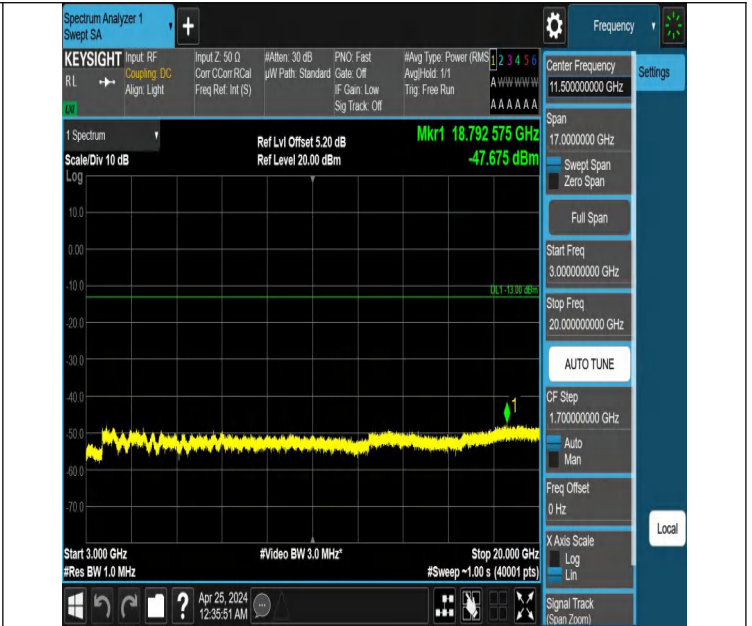 Spectrum Analyzer 1
Swept SA
+
Frequency
KEYSIGHT
R L
Input: RF
Coupling: DC
Align: Light
Input Z: 50 Ω
Corr CCorr RCal
Freq Ref: Int (S)
#Atten: 30 dB
µW Path: Standard
PNO: Fast
Gate: Off
IF Gain: Low
Sig Track: Off
#Avg Type: Power (RMS
Avg|Hold: 1/1
Trig: Free Run
1 2 3 4 5 6
A W W W W W
A A A A A A
1 Spectrum
Scale/Div 10 dB
Ref Lvl Offset 5.20 dB
Ref Level 20.00 dBm
Mkr1 18.792 575 GHz
-47.675 dBm
Log
10.0
0.00
-10.0
DL1 -13.00 dBm
-20.0
-30.0
-40.0
1
-50.0
-60.0
-70.0
Start 3.000 GHz
#Res BW 1.0 MHz
#Video BW 3.0 MHz*
Stop 20.000 GHz
#Sweep ~1.00 s (40001 pts)
?
Apr 25, 2024
12:35:51 AM
Center Frequency
11.500000000 GHz
Settings
Span
17.0000000 GHz
Swept Span
Zero Span
Full Span
Start Freq
3.000000000 GHz
Stop Freq
20.000000000 GHz
AUTO TUNE
CF Step
1.700000000 GHz
Auto
Man
Freq Offset
0 Hz
X Axis Scale
Log
Lin
Local
Signal Track
(Span Zoom)